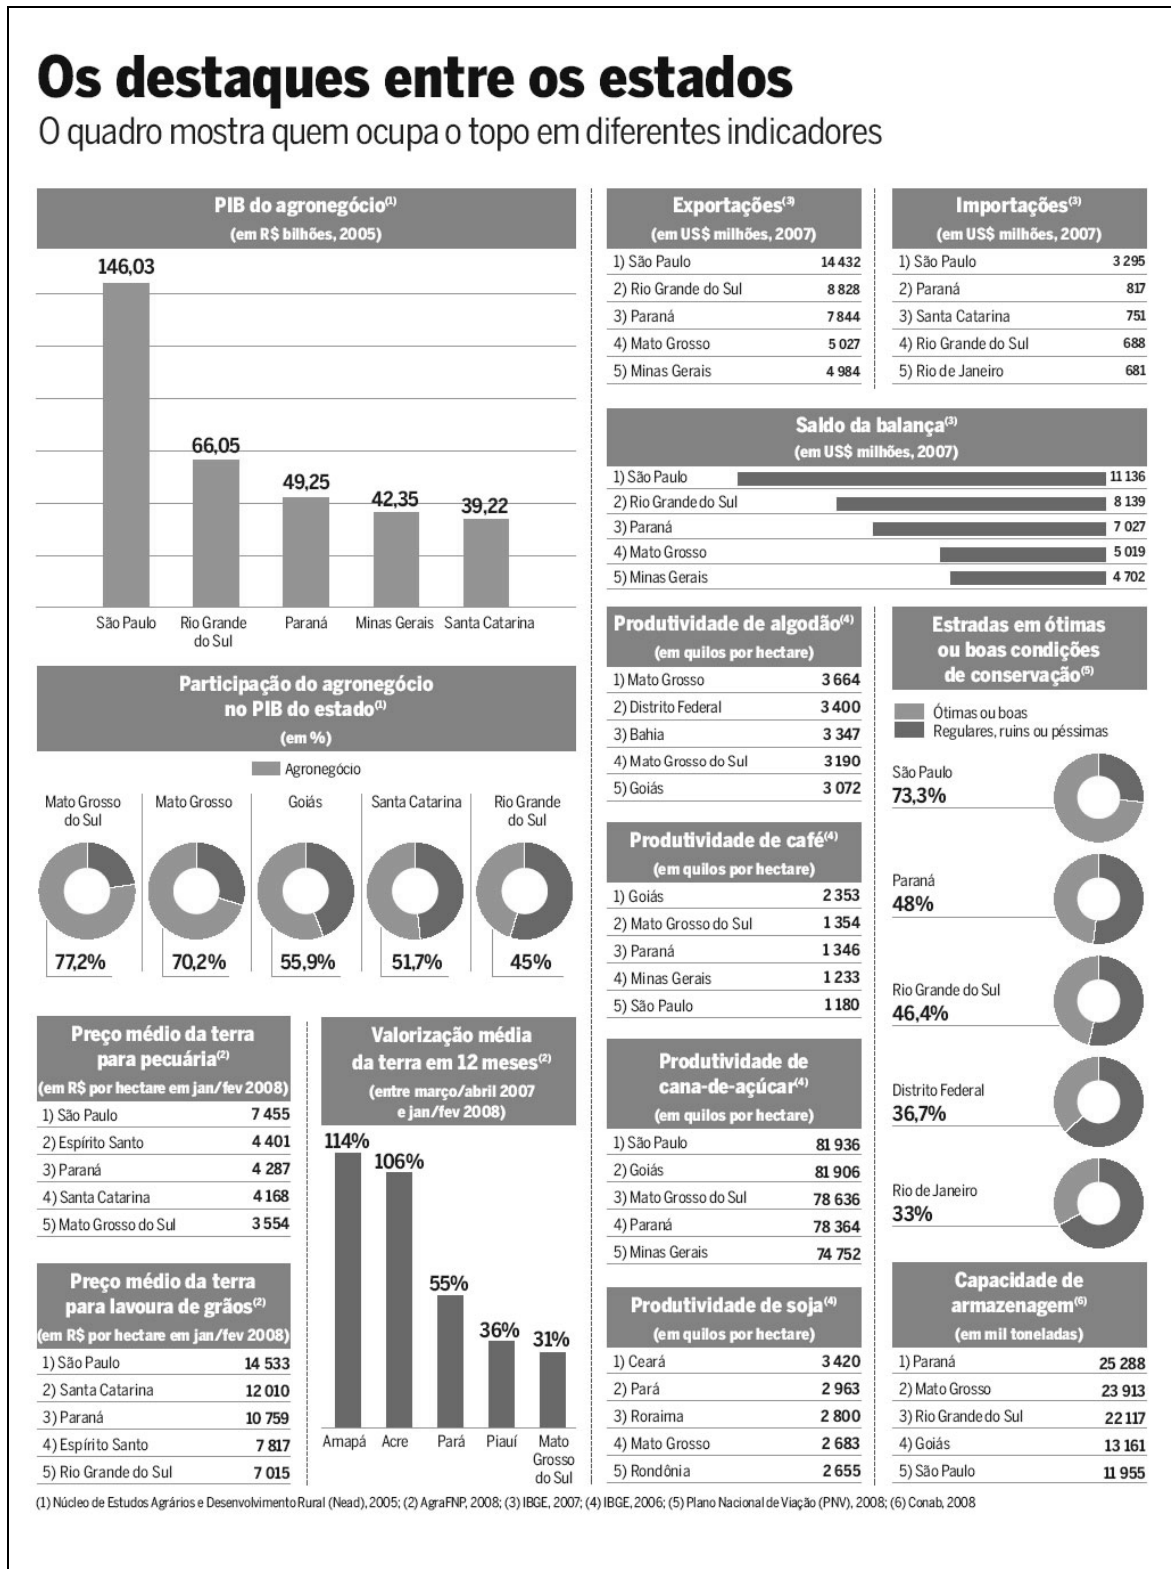 Os destaques entre os estados
O quadro mostra quem ocupa o topo em diferentes indicadores
PIB do agronegócio(1)
(em R$ bilhões, 2005)
146,03
66,05
49,25
42,35
39,22
São Paulo
Rio Grande
do Sul
Paraná
Minas Gerais
Santa Catarina
Participação do agronegócio
no PIB do estado(1)
(em %)
Agronegócio
Mato Grosso
do Sul
Mato Grosso
Goiás
Santa Catarina
Rio Grande
do Sul
77,2%
70,2%
55,9%
51,7%
45%
Preço médio da terra
para pecuária(2)
(em R$ por hectare em jan/fev 2008)
1) São Paulo 7 455
2) Espírito Santo 4 401
3) Paraná 4 287
4) Santa Catarina 4 168
5) Mato Grosso do Sul 3 554
Preço médio da terra
para lavoura de grãos(2)
(em R$ por hectare em jan/fev 2008)
1) São Paulo 14 533
2) Santa Catarina 12 010
3) Paraná 10 759
4) Espírito Santo 7 817
5) Rio Grande do Sul 7 015
Valorização média
da terra em 12 meses(2)
(entre março/abril 2007
e jan/fev 2008)
114%
106%
55%
36%
31%
Amapá
Acre
Pará
Piauí
Mato
Grosso
do Sul
Exportações(3)
(em US$ milhões, 2007)
1) São Paulo 14 432
2) Rio Grande do Sul 8 828
3) Paraná 7 844
4) Mato Grosso 5 027
5) Minas Gerais 4 984
Importações(3)
(em US$ milhões, 2007)
1) São Paulo 3 295
2) Paraná 817
3) Santa Catarina 751
4) Rio Grande do Sul 688
5) Rio de Janeiro 681
Saldo da balança(3)
(em US$ milhões, 2007)
1) São Paulo 11 136
2) Rio Grande do Sul 8 139
3) Paraná 7 027
4) Mato Grosso 5 019
5) Minas Gerais 4 702
Produtividade de algodão(4)
(em quilos por hectare)
1) Mato Grosso 3 664
2) Distrito Federal 3 400
3) Bahia 3 347
4) Mato Grosso do Sul 3 190
5) Goiás 3 072
Produtividade de café(4)
(em quilos por hectare)
1) Goiás 2 353
2) Mato Grosso do Sul 1 354
3) Paraná 1 346
4) Minas Gerais 1 233
5) São Paulo 1 180
Produtividade de
cana-de-açúcar(4)
(em quilos por hectare)
1) São Paulo 81 936
2) Goiás 81 906
3) Mato Grosso do Sul 78 636
4) Paraná 78 364
5) Minas Gerais 74 752
Produtividade de soja(4)
(em quilos por hectare)
1) Ceará 3 420
2) Pará 2 963
3) Roraima 2 800
4) Mato Grosso 2 683
5) Rondônia 2 655
Estradas em ótimas
ou boas condições
de conservação(5)
Ótimas ou boas
Regulares, ruins ou péssimas
São Paulo
73,3%
Paraná
48%
Rio Grande do Sul
46,4%
Distrito Federal
36,7%
Rio de Janeiro
33%
Capacidade de
armazenagem(6)
(em mil toneladas)
1) Paraná 25 288
2) Mato Grosso 23 913
3) Rio Grande do Sul 22 117
4) Goiás 13 161
5) São Paulo 11 955
(1) Núcleo de Estudos Agrários e Desenvolvimento Rural (Nead), 2005; (2) AgraFNP, 2008; (3) IBGE, 2007; (4) IBGE, 2006; (5) Plano Nacional de Viação (PNV), 2008; (6) Conab, 2008